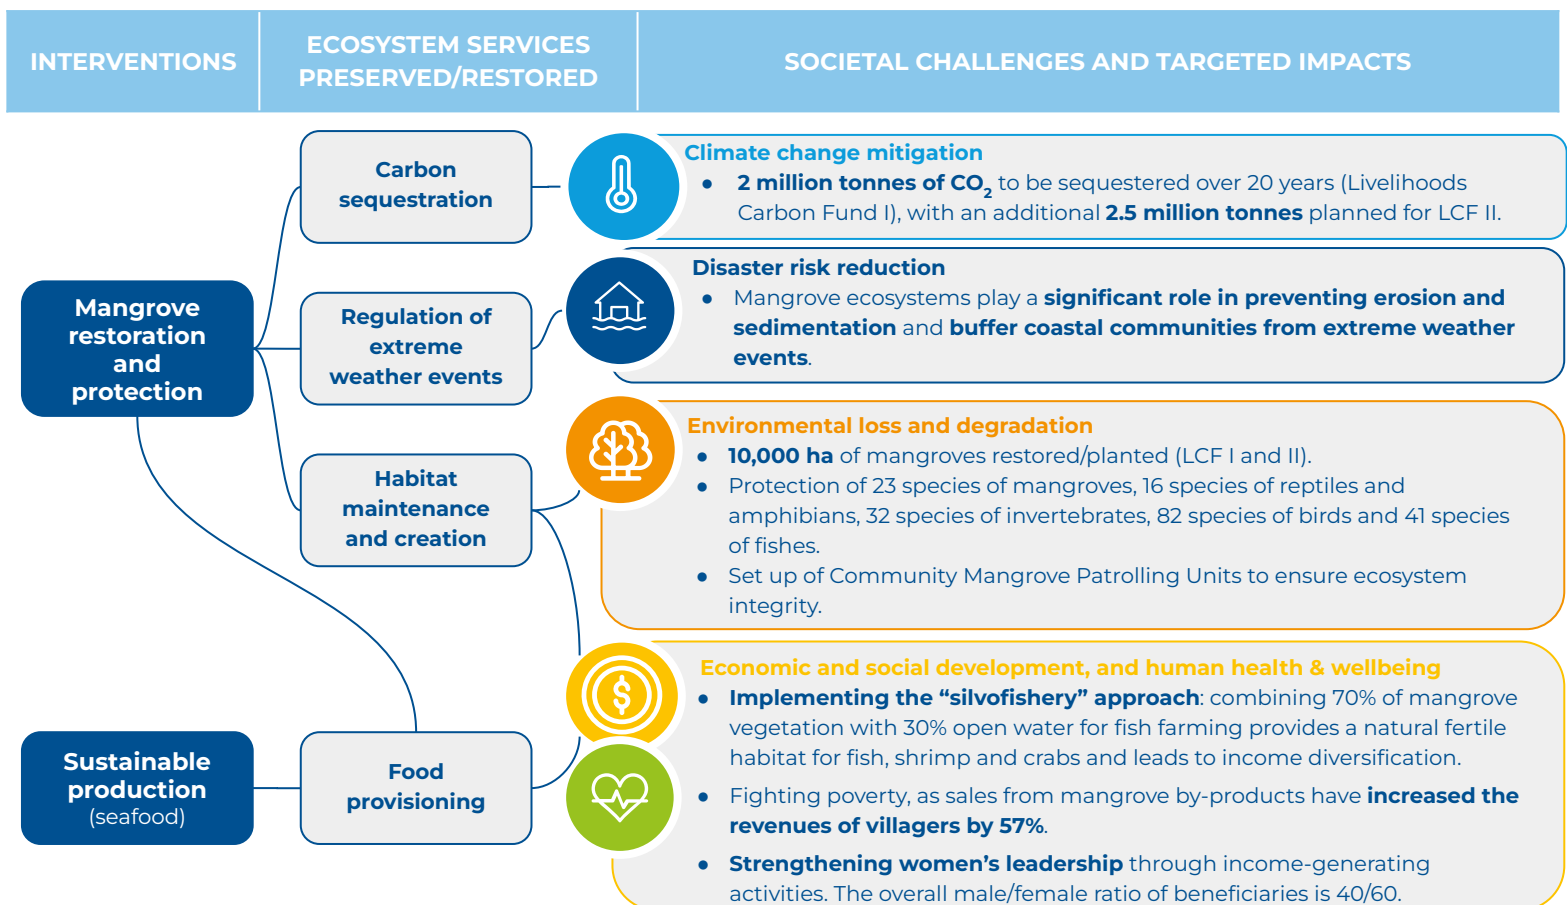 INTERVENTIONS
ECOSYSTEM SERVICES
PRESERVED/RESTORED
SOCIETAL CHALLENGES AND TARGETED IMPACTS
Mangrove
restoration
and
protection
Sustainable
production
(seafood)
Carbon
sequestration
Regulation of
extreme
weather events
Habitat
maintenance
and creation
Food
provisioning
Climate change mitigation
● 2 million tonnes of CO₂ to be sequestered over 20 years (Livelihoods
Carbon Fund I), with an additional 2.5 million tonnes planned for LCF II.
Disaster risk reduction
● Mangrove ecosystems play a significant role in preventing erosion and
sedimentation and buffer coastal communities from extreme weather
events.
Environmental loss and degradation
● 10,000 ha of mangroves restored/planted (LCF I and II).
● Protection of 23 species of mangroves, 16 species of reptiles and
amphibians, 32 species of invertebrates, 82 species of birds and 41 species
of fishes.
● Set up of Community Mangrove Patrolling Units to ensure ecosystem
integrity.
$
Economic and social development, and human health & wellbeing
● Implementing the “silvofishery” approach: combining 70% of mangrove
vegetation with 30% open water for fish farming provides a natural fertile
habitat for fish, shrimp and crabs and leads to income diversification.
● Fighting poverty, as sales from mangrove by-products have increased the
revenues of villagers by 57%.
● Strengthening women’s leadership through income-generating
activities. The overall male/female ratio of beneficiaries is 40/60.